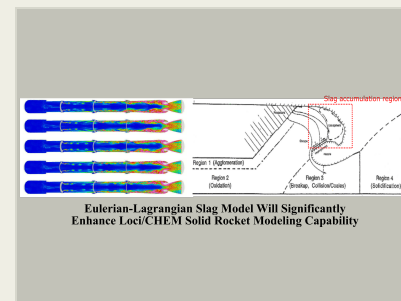 Slag accumulation region
Region 1 (Agglomeration)
Region 2
(Oxidation)
Region 3
(Breakup, Collision/Coales)
Region 4
(Solidification)
Eulerian-Lagrangian Slag Model Will Significantly
Enhance Loci/CHEM Solid Rocket Modeling Capability